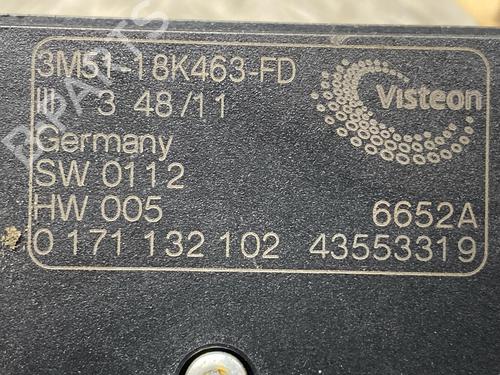 3M51-18K463-FD
III 3 48/11
Visteon
Germany
SW 0112
HW 005 6652A
0 171 132 102 43553319
B-PARTS